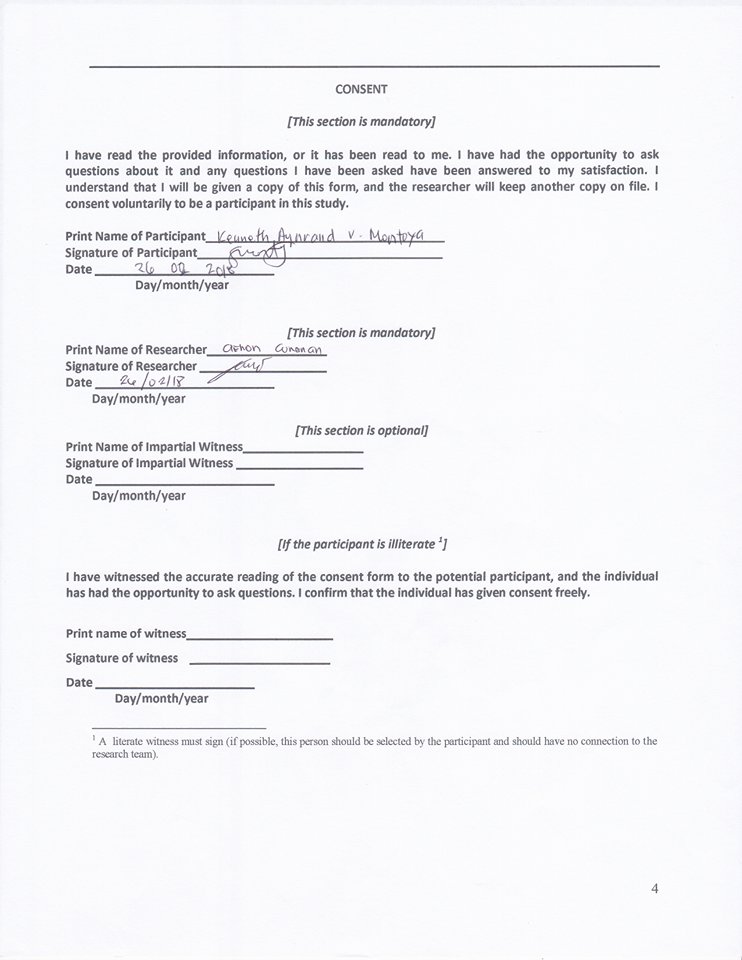 CONSENT
[This section is mandatory]
I have read the provided information, or it has been read to me. I have had the opportunity to ask
questions about it and any questions I have been asked have been answered to my satisfaction. I
understand that I will be given a copy of this form, and the researcher will keep another copy on file. I
consent voluntarily to be a participant in this study.
Print Name of Participant Kenneth V. Montoya
Signature of Participant
Date 26 02 2018
Day/month/year
[This section is mandatory]
Print Name of Researcher Cunanan
Signature of Researcher
Date 26/02/18
Day/month/year
[This section is optional]
Print Name of Impartial Witness
Signature of Impartial Witness
Date
Day/month/year
[If the participant is illiterate 1]
I have witnessed the accurate reading of the consent form to the potential participant, and the individual
has had the opportunity to ask questions. I confirm that the individual has given consent freely.
Print name of witness
Signature of witness
Date
Day/month/year
1 A literate witness must sign (if possible, this person should be selected by the participant and should have no connection to the
research team).
4